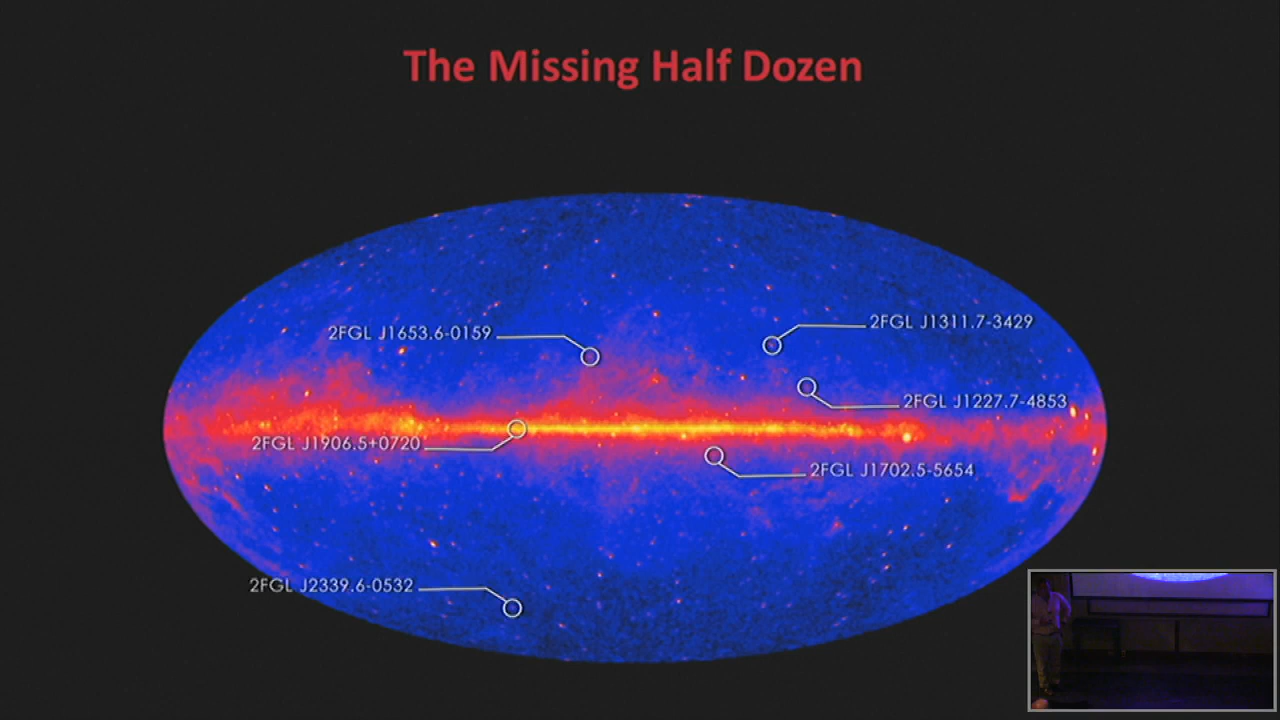 The Missing Half Dozen
2FGL J1653.6-0159
2FGL J1311.7-3429
2FGL J1227.7-4853
2FGL J1906.5+0720
2FGL J1702.5-5654
2FGL J2339.6-0532